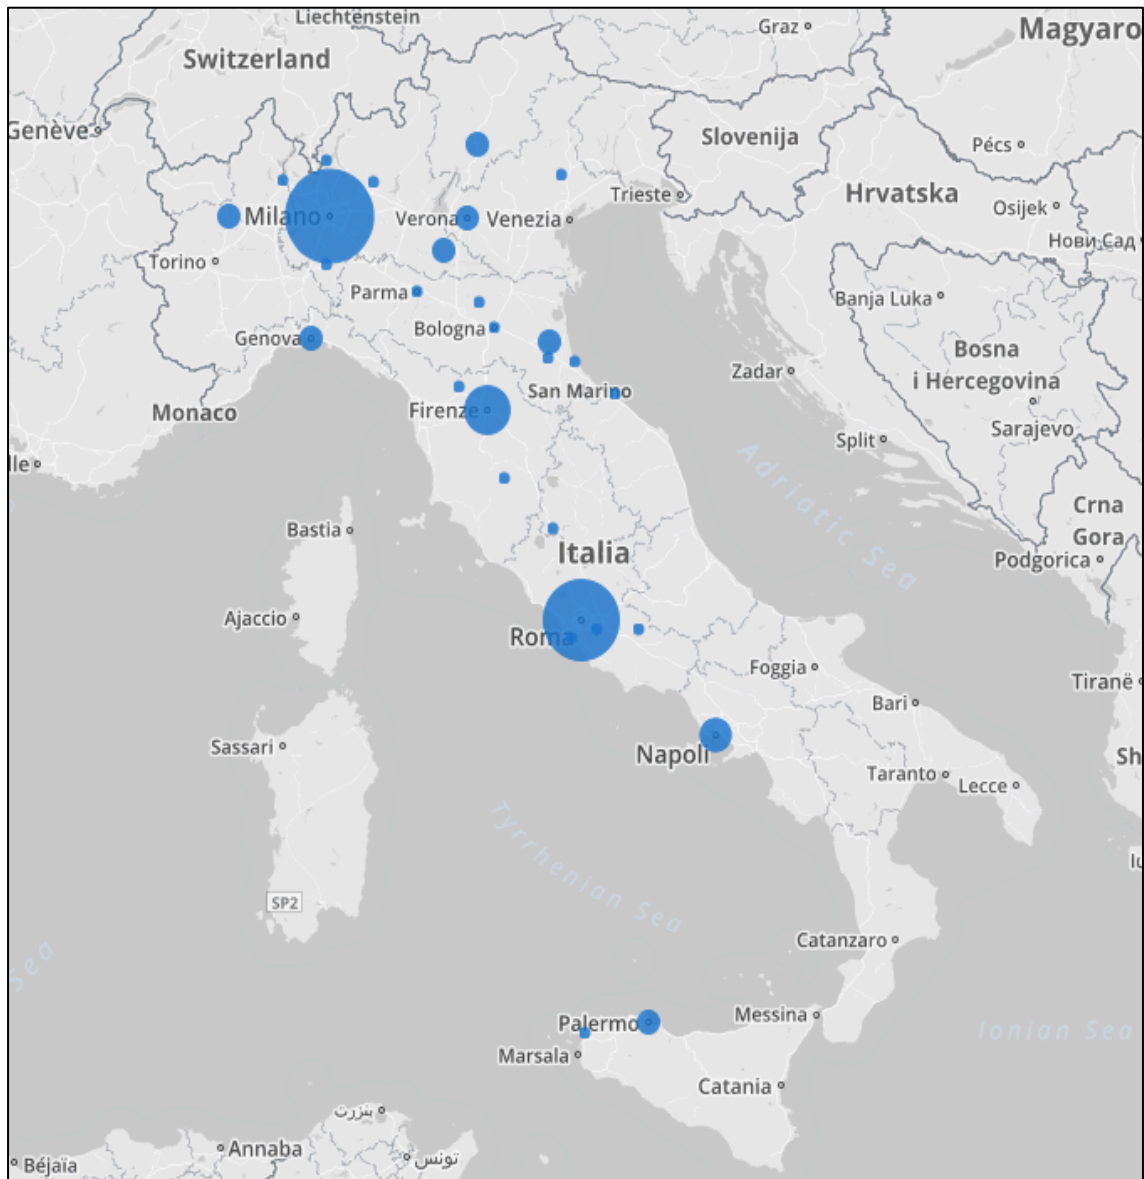 Liechtenstein
Graz
Magyaro
Switzerland
Genève
Slovenija
Pécs
Trieste
Hrvatska
Osijek
Milano
Verona
Venezia
Нови Сад
Torino
Parma
Banja Luka
Bologna
Genova
Bosna
i Hercegovina
Zadar
San Marino
Firenze
Monaco
Sarajevo
Split
lle
Adriatic Sea
Crna
Gora
Bastia
Italia
Podgorica
Ajaccio
Roma
Foggia
Tiranë
Bari
Sassari
Napoli
Sh
Taranto
Lecce
Tyrrhenian Sea
SP2
Catanzaro
Sea
Palermo
Messina
Ionian Sea
Marsala
Catania
بنزرت
Annaba
تونس
Béjaïa